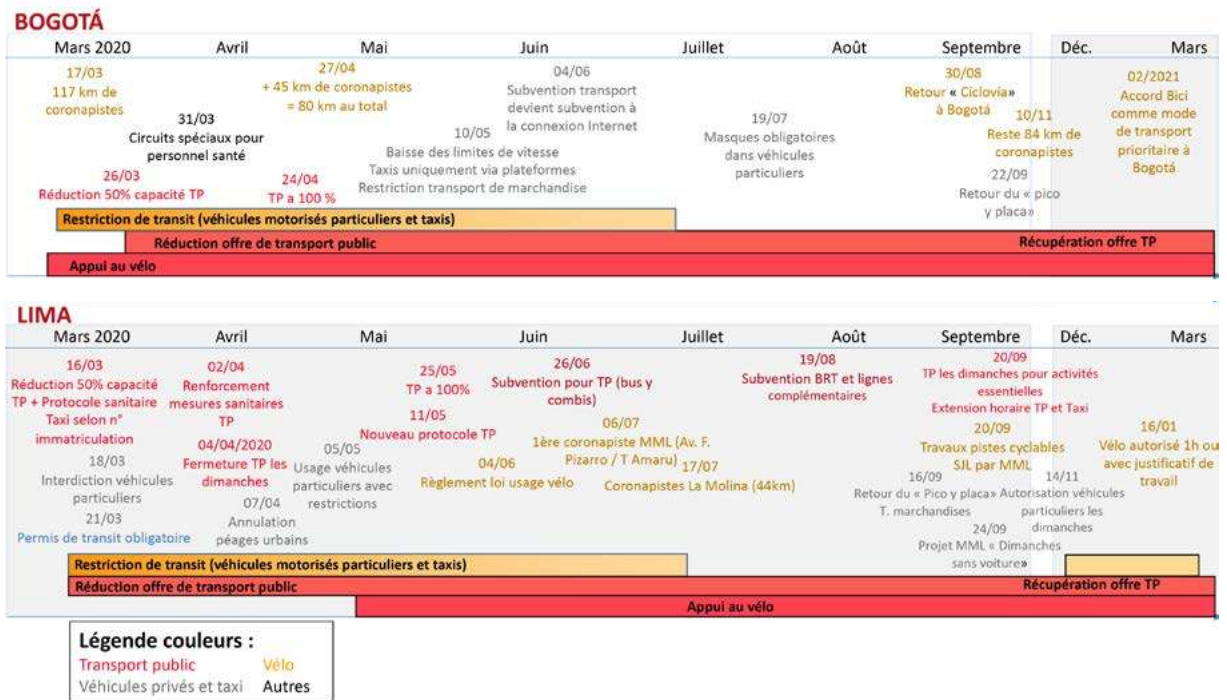 BOGOTÁ
Mars 2020 Avril Mai Juin Juillet Août Septembre Déc. Mars
17/03
117 km de
coronapistes
31/03
Circuits spéciaux pour
personnel santé
26/03
Réduction 50% capacité TP
27/04
+ 45 km de coronapistes
= 80 km au total
24/04
TP a 100 %
10/05
Baisse des limites de vitesse
Taxis uniquement via plateformes
Restriction transport de marchandise
04/06
Subvention transport
devient subvention à
la connexion Internet
19/07
Masques obligatoires
dans véhicules
particuliers
30/08
Retour « Ciclovía»
à Bogotá
10/11
Reste 84 km de
coronapistes
22/09
Retour du « pico
y placa»
02/2021
Accord Bici
comme mode
de transport
prioritaire à
Bogotá
Restriction de transit (véhicules motorisés particuliers et taxis)
Réduction offre de transport public
Récupération offre TP
Appui au vélo
LIMA
Mars 2020 Avril Mai Juin Juillet Août Septembre Déc. Mars
16/03
Réduction 50% capacité
TP + Protocole sanitaire
Taxi selon n°
immatriculation
18/03
Interdiction véhicules
particuliers
21/03
Permis de transit obligatoire
02/04
Renforcement
mesures sanitaires
TP
04/04/2020
Fermeture TP les
dimanches
07/04
Annulation
péages urbains
25/05
TP a 100%
11/05
Nouveau protocole TP
05/05
Usage véhicules
particuliers avec
restrictions
26/06
Subvention pour TP (bus y
combis)
04/06
Règlement loi usage vélo
06/07
1ère coronapiste MML (Av. F.
Pizarro / T Amaru)
17/07
Coronapistes La Molina (44km)
19/08
Subvention BRT et lignes
complémentaires
20/09
TP les dimanches pour activités
essentielles
Extension horaire TP et Taxi
20/09
Travaux pistes cyclables
SJL par MML
16/09
Retour du « Pico y placa»
T. marchandises
14/11
Autorisation véhicules
particuliers les
dimanches
24/09
Projet MML « Dimanches
sans voiture»
16/01
Vélo autorisé 1h ou
avec justificatif de
travail
Restriction de transit (véhicules motorisés particuliers et taxis)
Réduction offre de transport public
Récupération offre TP
Appui au vélo
Légende couleurs :
Transport public Vélo
Véhicules privés et taxi Autres